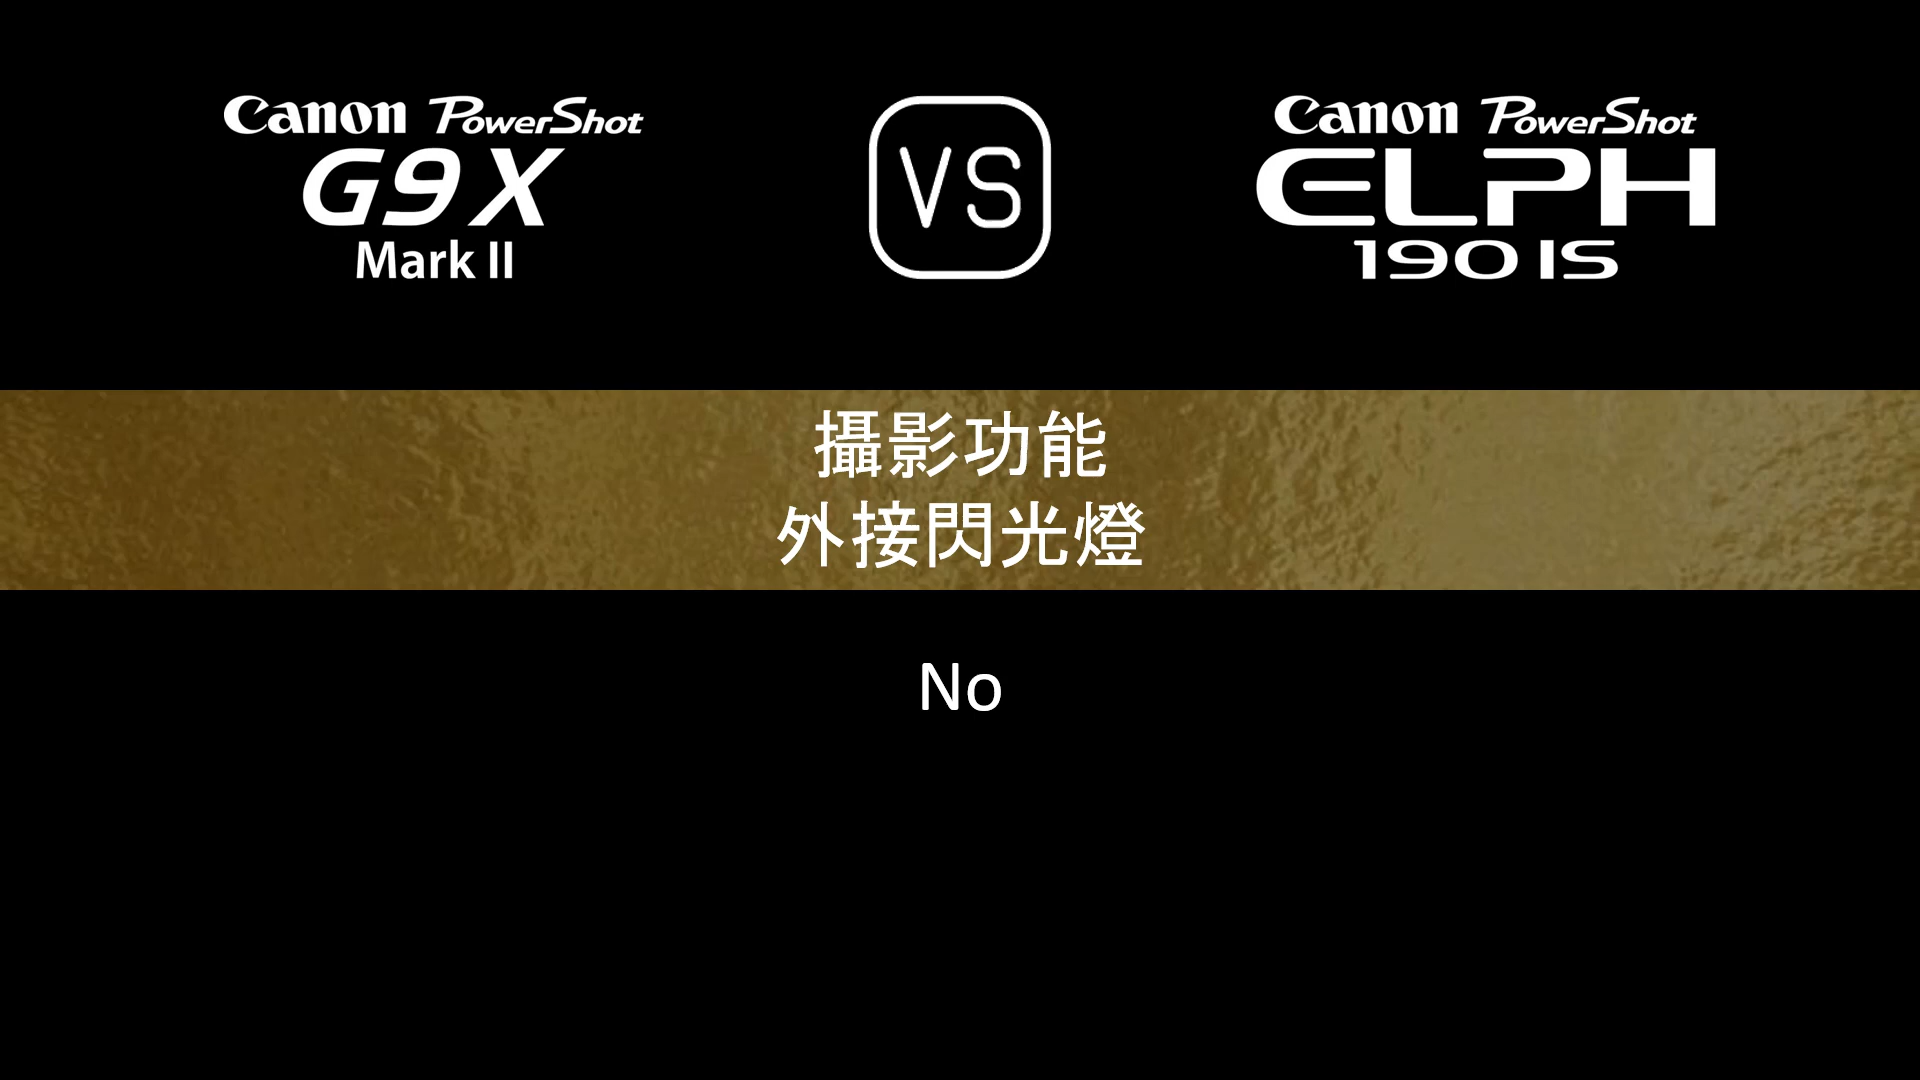 Canon PowerShot
G9 X
Mark II
VS
Canon PowerShot
ELPH
190 IS
攝影功能
外接閃光燈
No